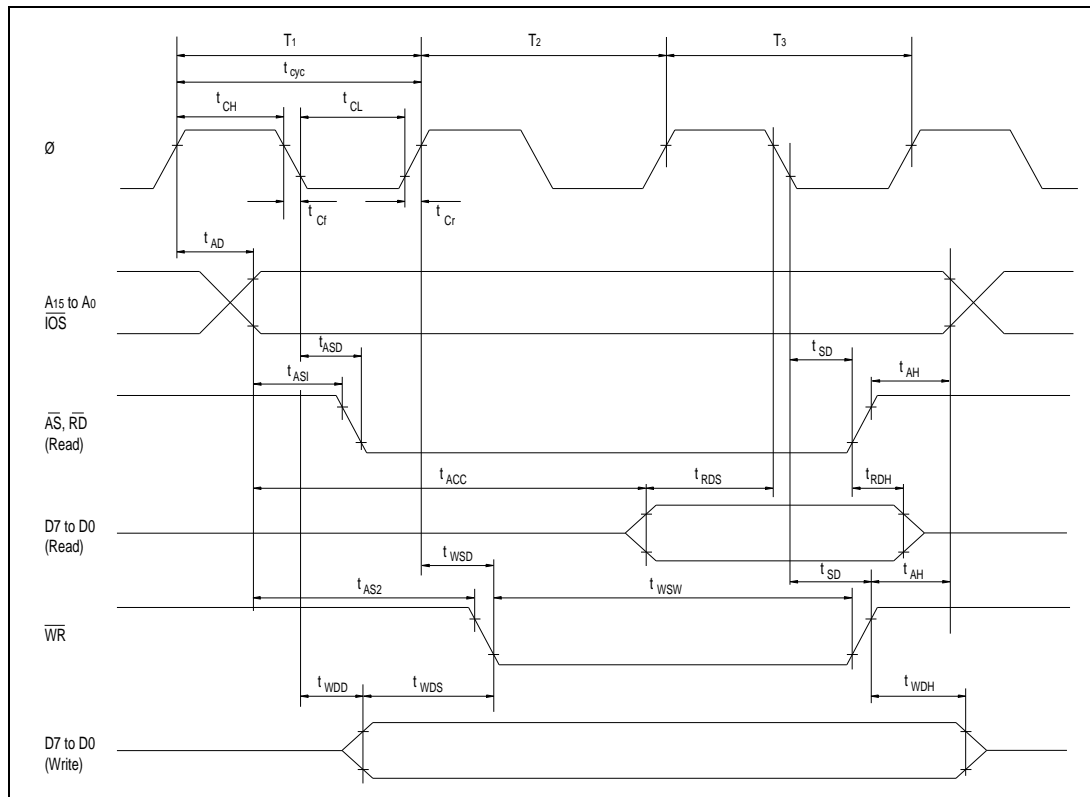 T1 T2 T3
tcyc
tCH tCL
Ø
tCf tCr
tAD
A15 to A0
IOS
tASD tSD
tASI tAH
AS, RD
(Read)
tACC tRDS tRDH
D7 to D0
(Read)
tWSD tSD tAH
tAS2 tWSW
WR
tWDD tWDS tWDH
D7 to D0
(Write)